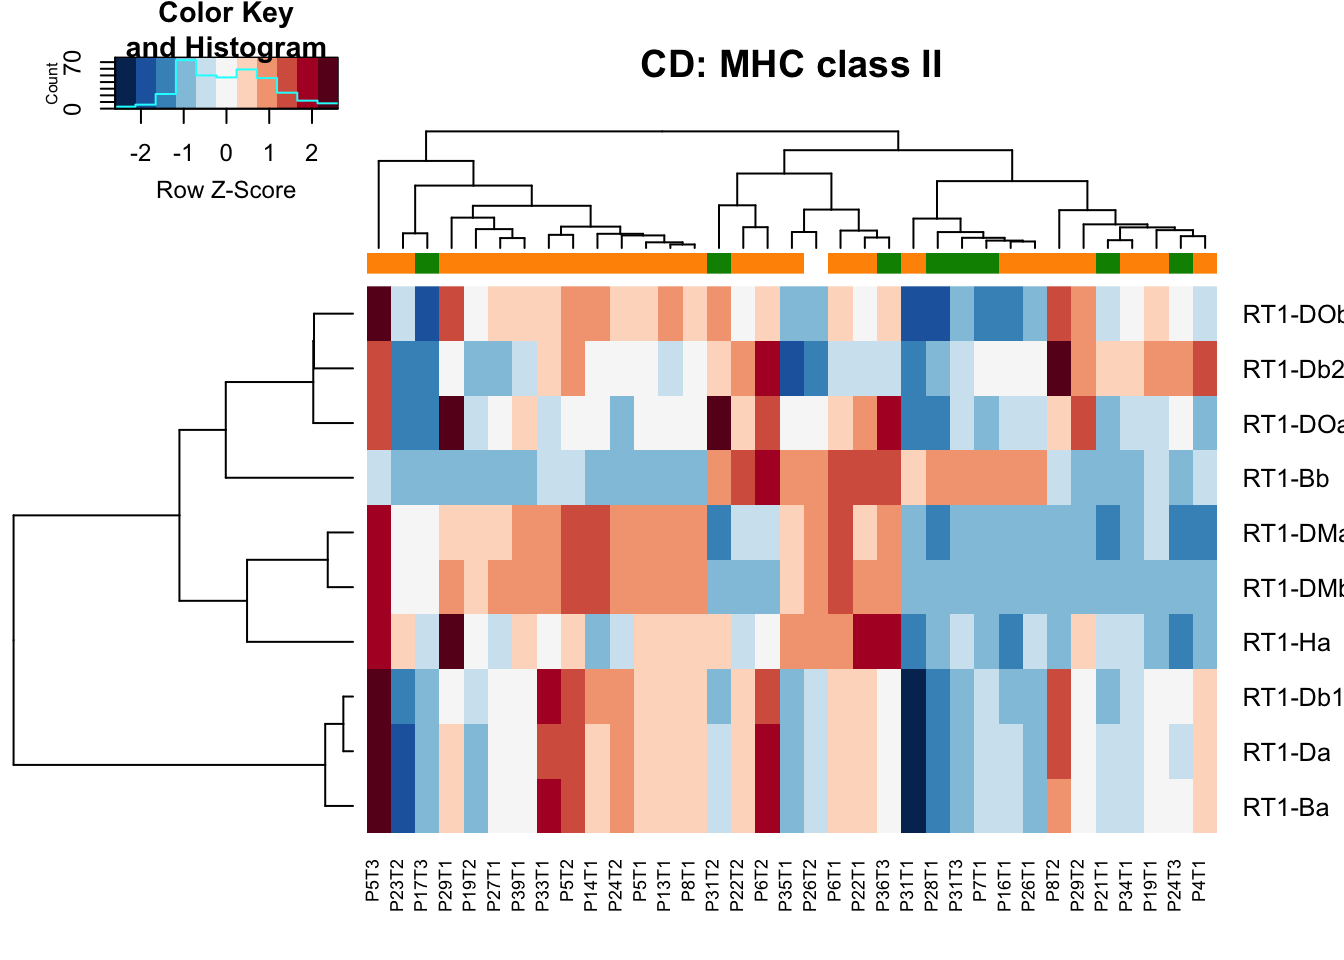 Color Key
and Histogram
CD: MHC class II
Count
0 70
-2 -1 0 1 2
Row Z-Score
RT1-DOb
RT1-Db2
RT1-DOa
RT1-Bb
RT1-DMa
RT1-DMb
RT1-Ha
RT1-Db1
RT1-Da
RT1-Ba
P5T3 P23T2 P17T3 P29T1 P19T2 P27T1 P39T1 P33T1 P5T2 P14T1 P24T2 P5T1 P13T1 P8T1 P31T2 P22T2 P6T2 P35T1 P26T2 P6T1 P22T1 P36T3 P31T1 P28T1 P31T3 P7T1 P16T1 P26T1 P8T2 P29T2 P21T1 P34T1 P19T1 P24T3 P4T1